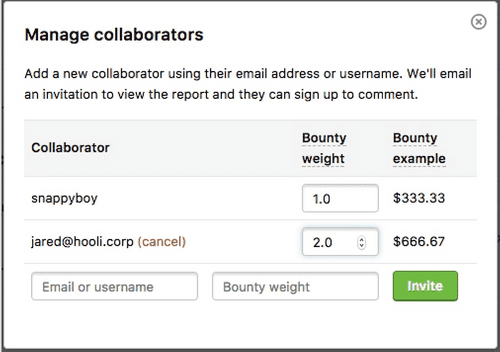 Manage collaborators
Add a new collaborator using their email address or username. We'll email
an invitation to view the report and they can sign up to comment.
Collaborator Bounty weight Bounty example
snappyboy 1.0 $333.33
jared@hooli.corp (cancel) 2.0 $666.67
Email or username Bounty weight Invite